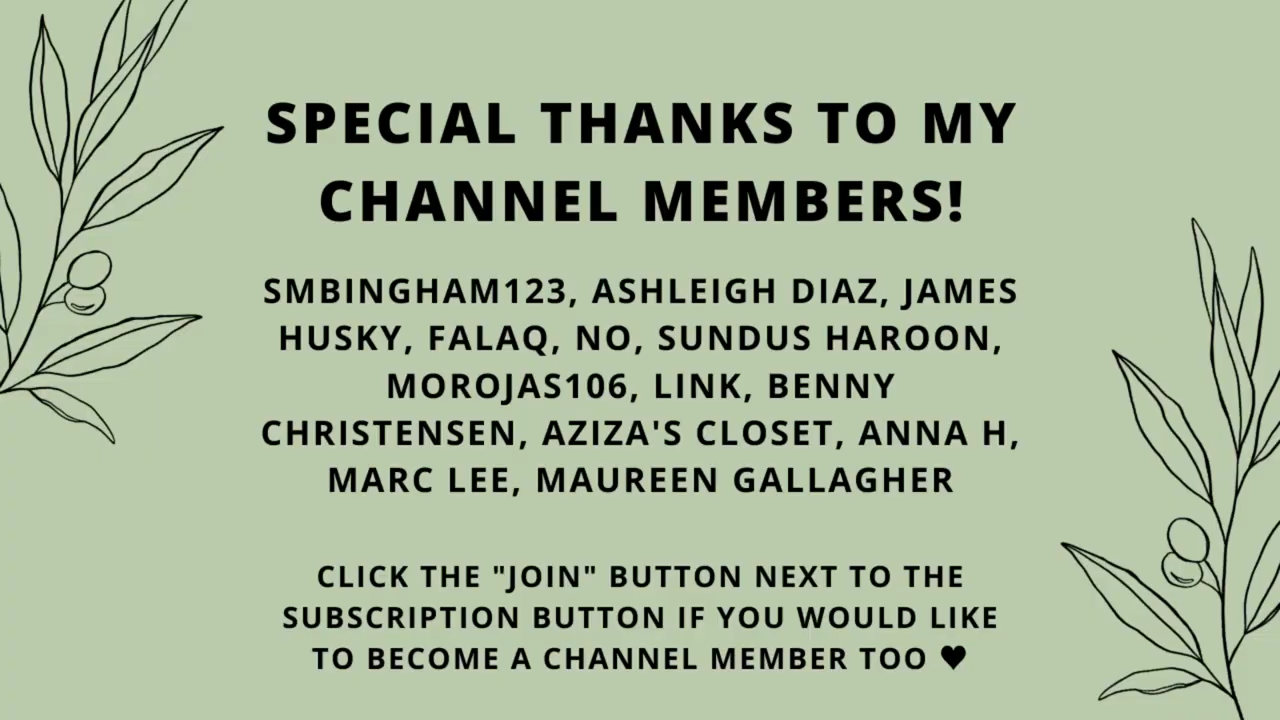 SPECIAL THANKS TO MY
CHANNEL MEMBERS!
SMBINGHAM123, ASHLEIGH DIAZ, JAMES
HUSKY, FALAQ, NO, SUNDUS HAROON,
MOROJAS106, LINK, BENNY
CHRISTENSEN, AZIZA'S CLOSET, ANNA H,
MARC LEE, MAUREEN GALLAGHER
CLICK THE "JOIN" BUTTON NEXT TO THE
SUBSCRIPTION BUTTON IF YOU WOULD LIKE
TO BECOME A CHANNEL MEMBER TOO ♥